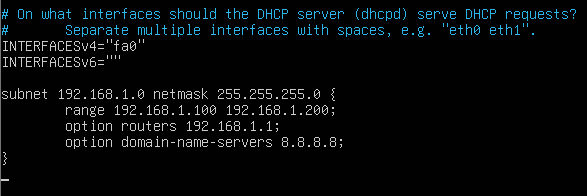 # On what interfaces should the DHCP server (dhcpd) serve DHCP requests?
#       Separate multiple interfaces with spaces, e.g. "eth0 eth1".
INTERFACESv4="fa0"
INTERFACESv6=""

subnet 192.168.1.0 netmask 255.255.255.0 {
        range 192.168.1.100 192.168.1.200;
        option routers 192.168.1.1;
        option domain-name-servers 8.8.8.8;
}